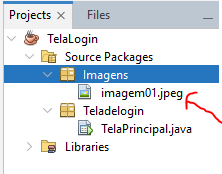 Projects × Files
TelaLogin
Source Packages
Imagens
imagem01.jpeg
Teladelogin
TelaPrincipal.java
Libraries